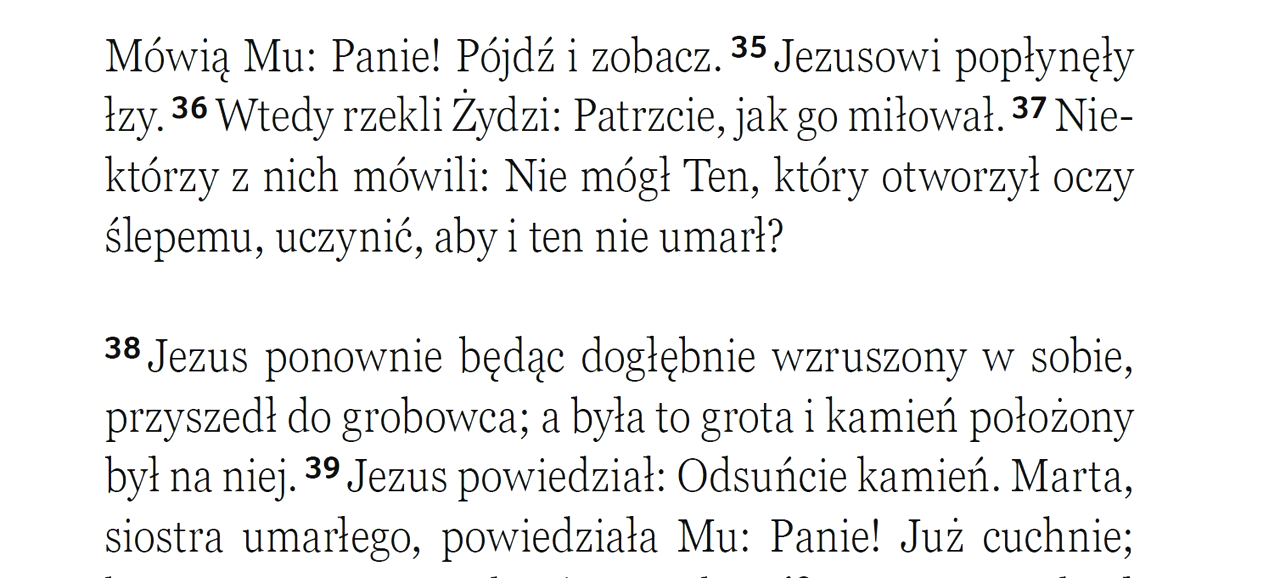 Mówią Mu: Panie! Pójdź i zobacz. 35 Jezusowi popłynęły
łzy. 36 Wtedy rzekli Żydzi: Patrzcie, jak go miłował. 37 Nie-
którzy z nich mówili: Nie mógł Ten, który otworzył oczy
ślepemu, uczynić, aby i ten nie umarł?
38 Jezus ponownie będąc dogłębnie wzruszony w sobie,
przyszedł do grobowca; a była to grota i kamień położony
był na niej. 39 Jezus powiedział: Odsuńcie kamień. Marta,
siostra umarłego, powiedziała Mu: Panie! Już cuchnie;